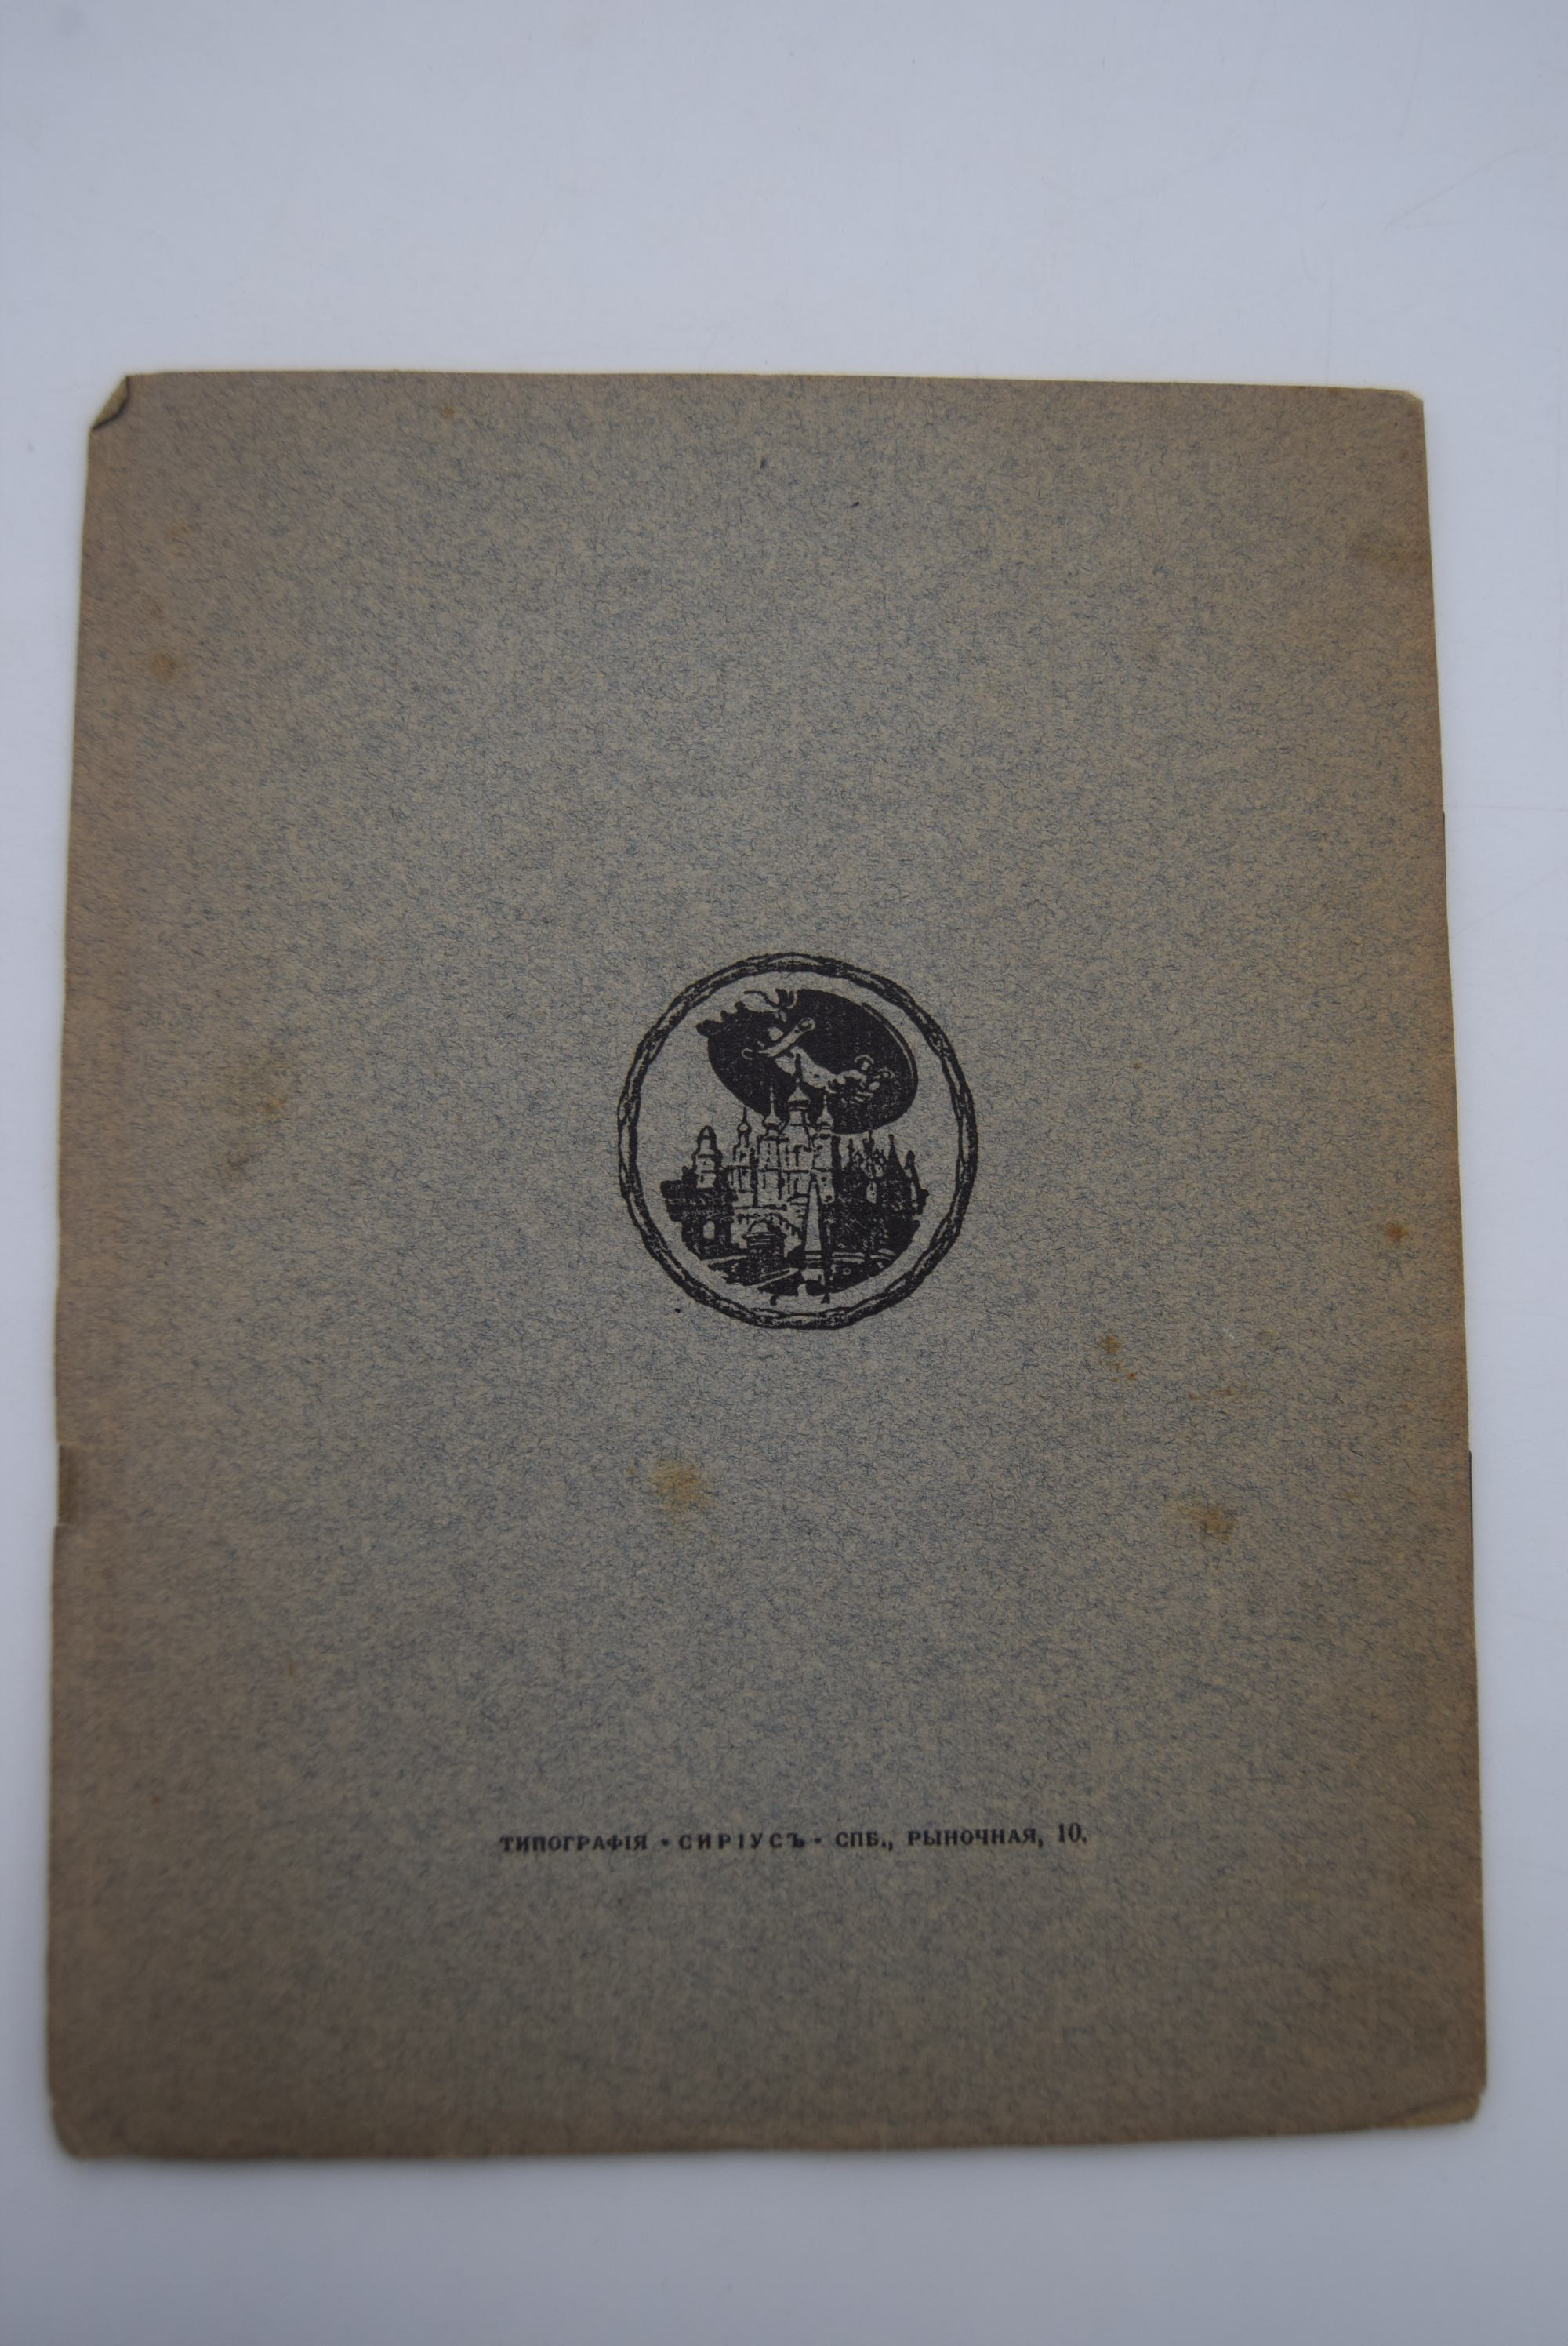 ТИПОГРАФІЯ • СИРІУСЪ • СПБ., РЫНОЧНАЯ, 10.